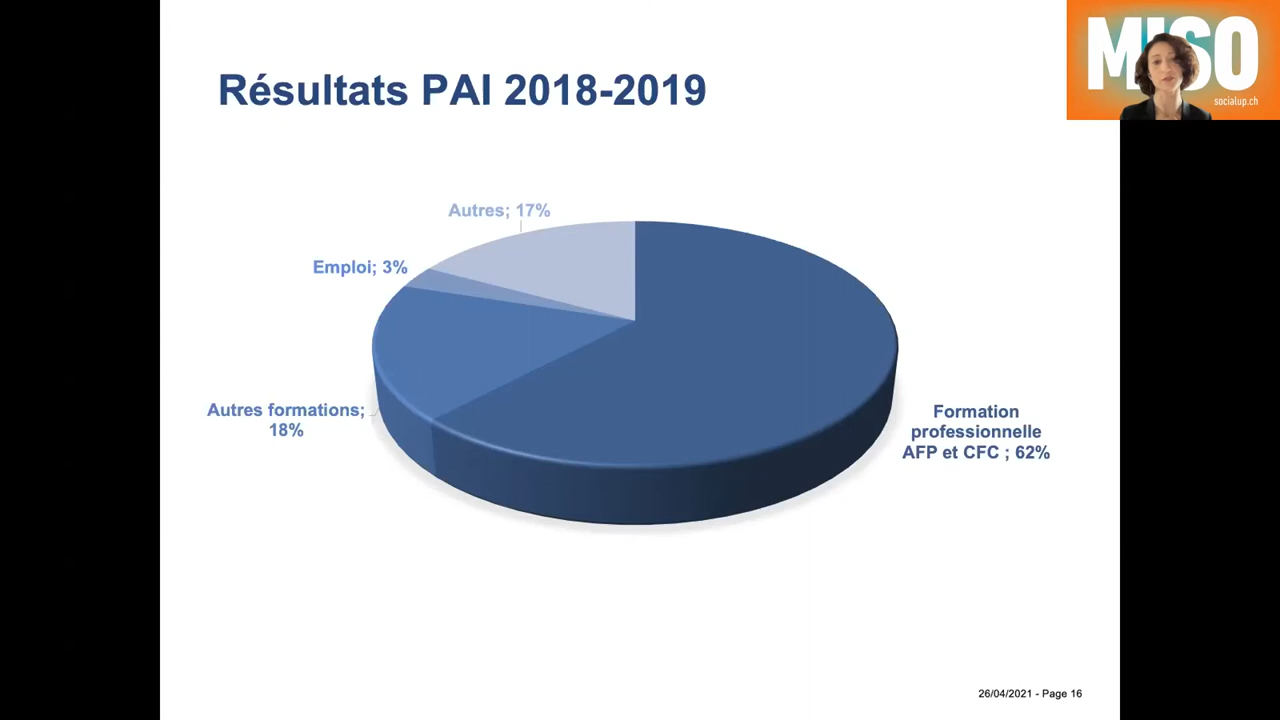 MISO
socialup.ch
Résultats PAI 2018-2019
Autres; 17%
Emploi; 3%
Autres formations;
18%
Formation
professionnelle
AFP et CFC ; 62%
26/04/2021 - Page 16